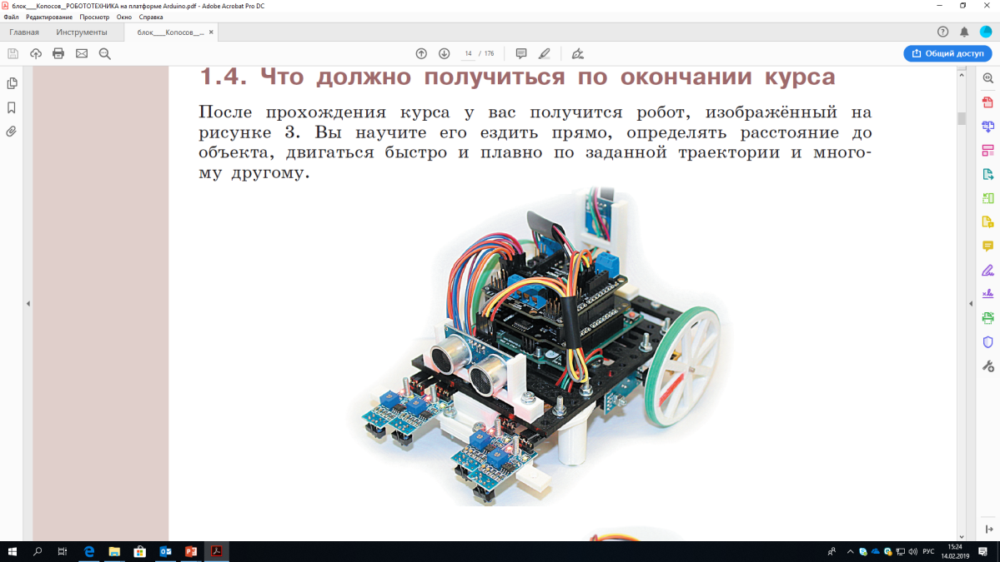 блок___Копосов__РОБОТОТЕХНИКА на платформе Arduino.pdf - Adobe Acrobat Pro DC
Файл Редактирование Просмотр Окно Справка
Главная Инструменты блок___Копосов__... ×
14 / 176
Общий доступ
1.4. Что должно получиться по окончании курса
После прохождения курса у вас получится робот, изображённый на
рисунке 3. Вы научите его ездить прямо, определять расстояние до
объекта, двигаться быстро и плавно по заданной траектории и много-
му другому.
РУС
15:24
14.02.2019